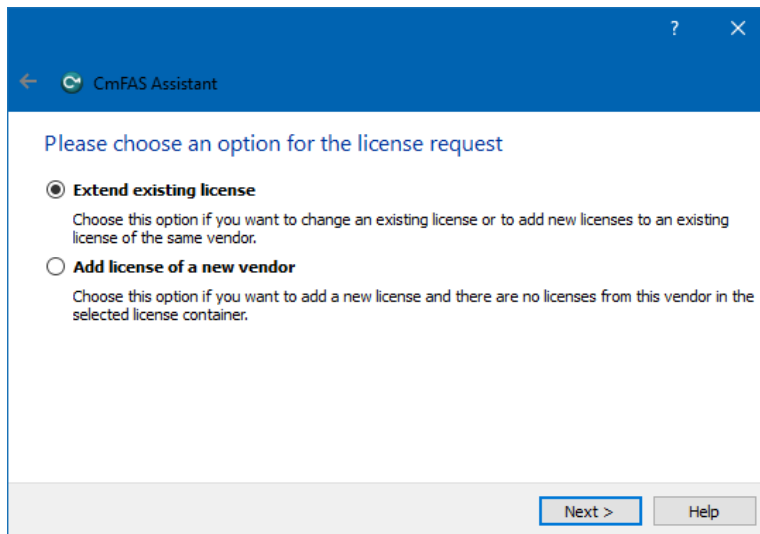 ?
CmFAS Assistant
Please choose an option for the license request
Extend existing license
Choose this option if you want to change an existing license or to add new licenses to an existing
license of the same vendor.
Add license of a new vendor
Choose this option if you want to add a new license and there are no licenses from this vendor in the
selected license container.
Next >
Help